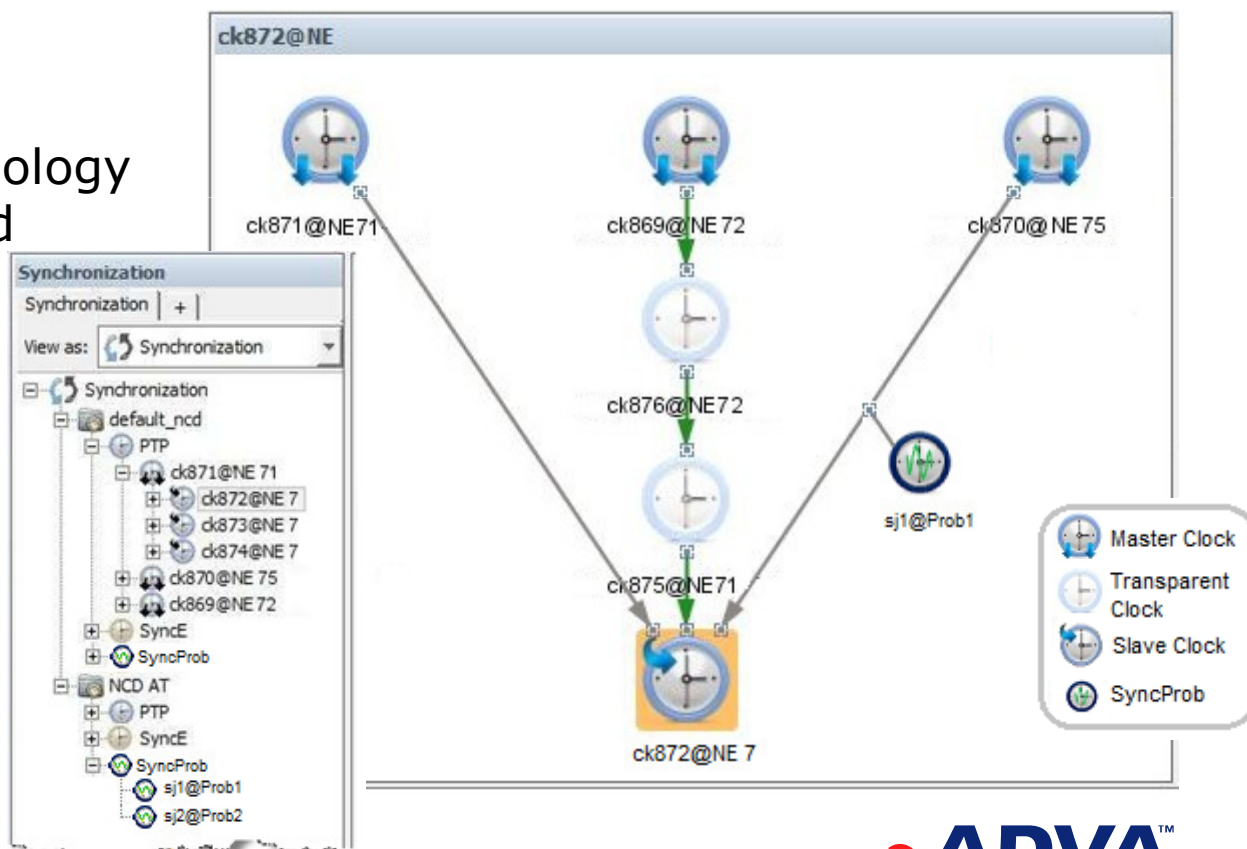 ck872@NE
ology
d
ck871@NE71
ck869@NE72
ck870@NE75
ck876@NE72
sj1@Prob1
ck875@NE71
ck872@NE 7
Synchronization
Synchronization +
View as: Synchronization
Synchronization
default_ncd
PTP
ck871@NE 71
ck872@NE 7
ck873@NE 7
ck874@NE 7
ck870@NE 75
ck869@NE 72
SyncE
SyncProb
NCD AT
PTP
SyncE
SyncProb
sj1@Prob1
sj2@Prob2
Master Clock
Transparent
Clock
Slave Clock
SyncProb
ADVA™